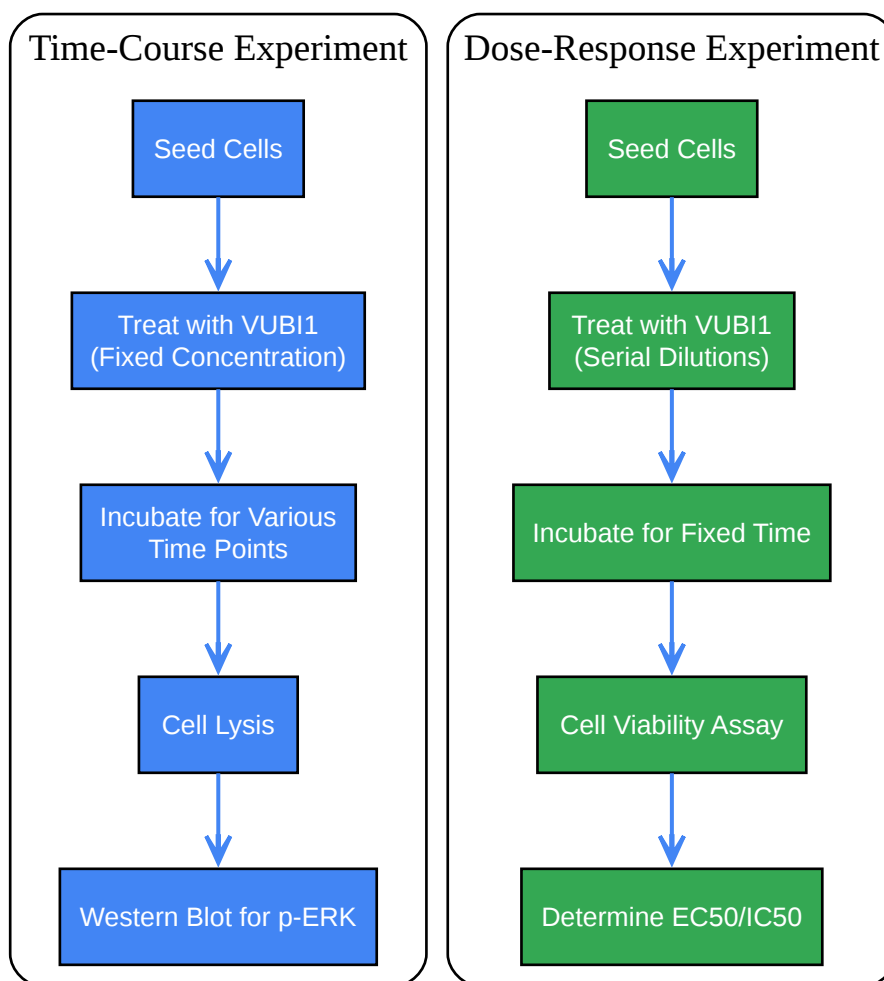 Time-Course Experiment
Seed Cells
Treat with VUBI1
(Fixed Concentration)
Incubate for Various
Time Points
Cell Lysis
Western Blot for p-ERK
Dose-Response Experiment
Seed Cells
Treat with VUBI1
(Serial Dilutions)
Incubate for Fixed Time
Cell Viability Assay
Determine EC50/IC50